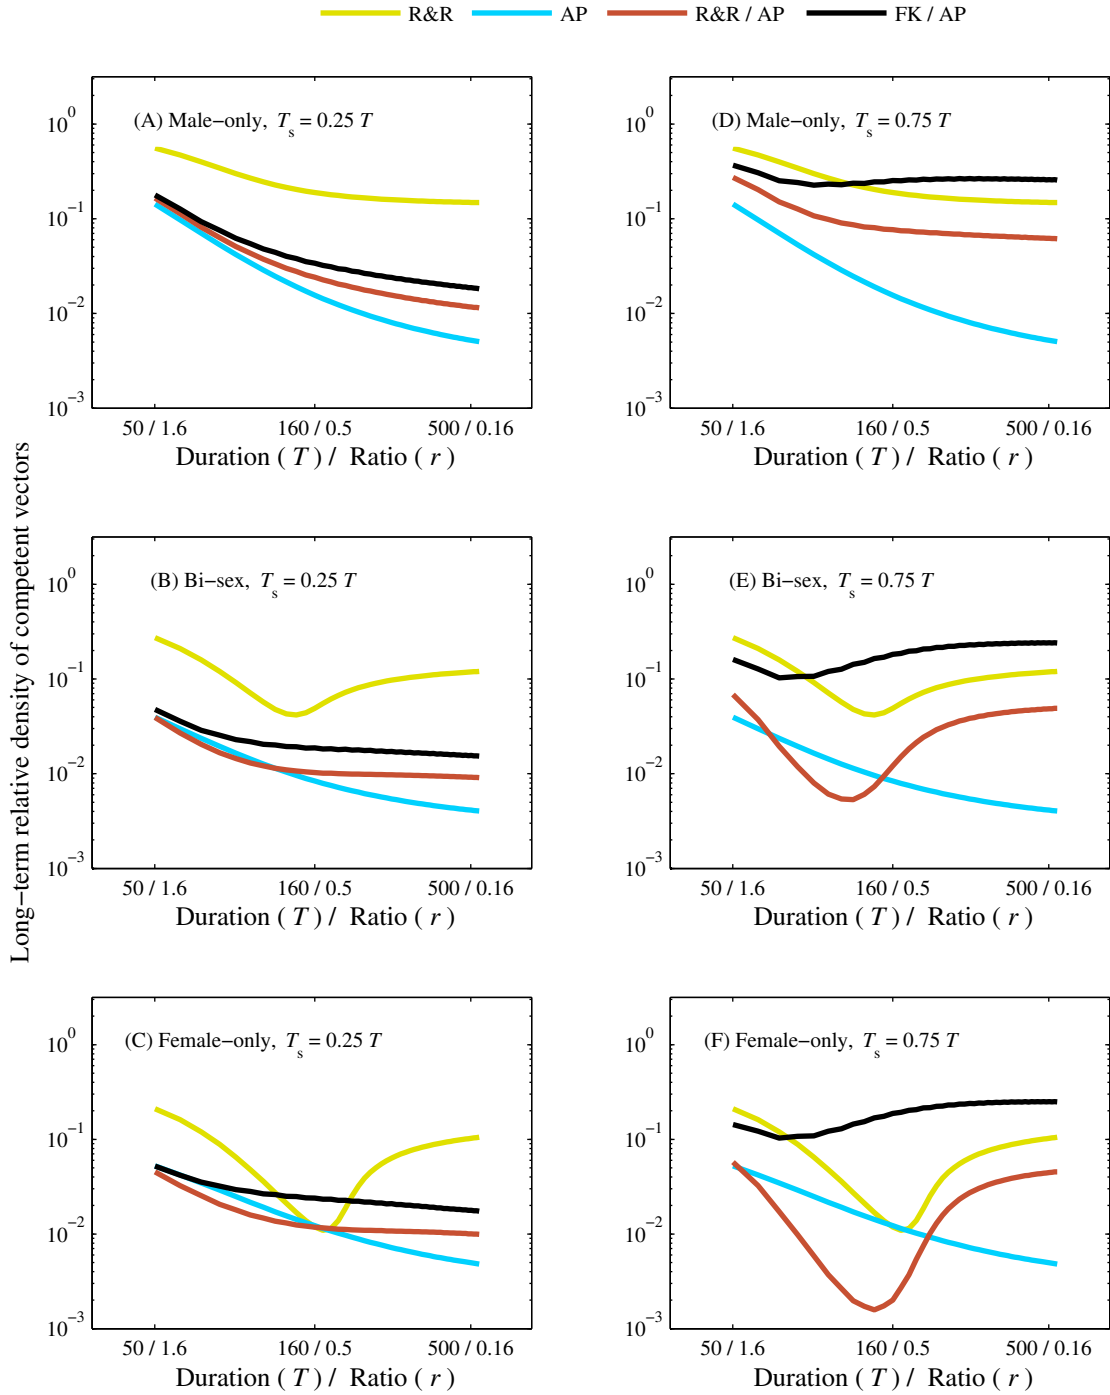 R&R AP R&R / AP FK / AP
(A) Male−only, Ts = 0.25 T
10^0
10^−1
10^−2
10^−3
50 / 1.6 160 / 0.5 500 / 0.16
Duration ( T ) / Ratio ( r )
(D) Male−only, Ts = 0.75 T
10^0
10^−1
10^−2
10^−3
50 / 1.6 160 / 0.5 500 / 0.16
Duration ( T ) / Ratio ( r )
Long−term relative density of competent vectors
(B) Bi−sex, Ts = 0.25 T
10^0
10^−1
10^−2
10^−3
50 / 1.6 160 / 0.5 500 / 0.16
Duration ( T ) / Ratio ( r )
(E) Bi−sex, Ts = 0.75 T
10^0
10^−1
10^−2
10^−3
50 / 1.6 160 / 0.5 500 / 0.16
Duration ( T ) / Ratio ( r )
(C) Female−only, Ts = 0.25 T
10^0
10^−1
10^−2
10^−3
50 / 1.6 160 / 0.5 500 / 0.16
Duration ( T ) / Ratio ( r )
(F) Female−only, Ts = 0.75 T
10^0
10^−1
10^−2
10^−3
50 / 1.6 160 / 0.5 500 / 0.16
Duration ( T ) / Ratio ( r )